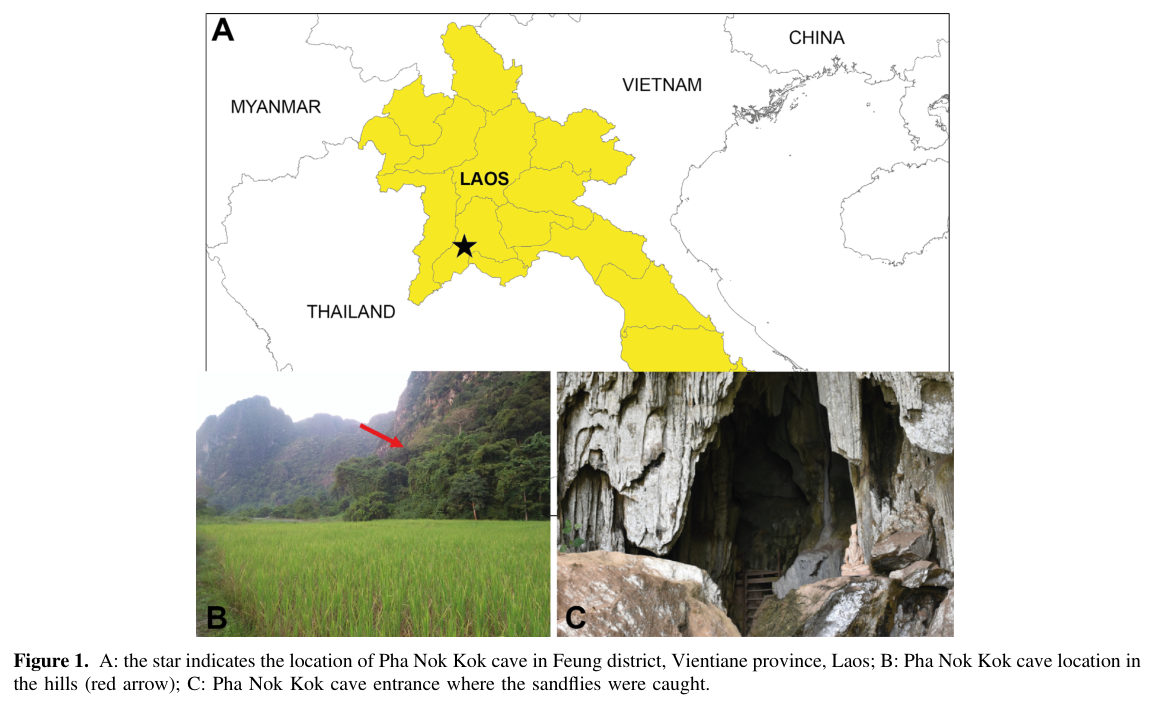 A
CHINA
VIETNAM
MYANMAR
LAOS
THAILAND
B
C
Figure 1. A: the star indicates the location of Pha Nok Kok cave in Feung district, Vientiane province, Laos; B: Pha Nok Kok cave location in
the hills (red arrow); C: Pha Nok Kok cave entrance where the sandflies were caught.